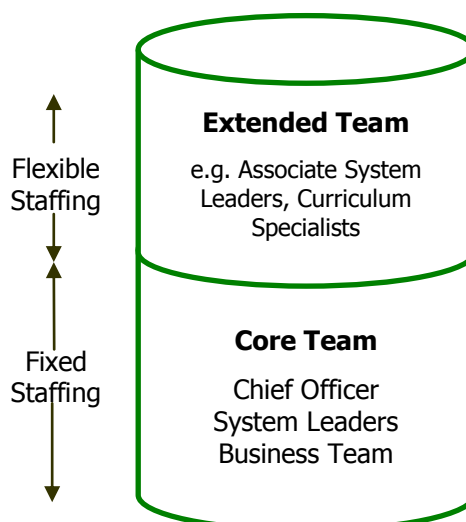 Extended Team
e.g. Associate System
Leaders, Curriculum
Specialists
Flexible
Staffing
Core Team
Chief Officer
System Leaders
Business Team
Fixed
Staffing